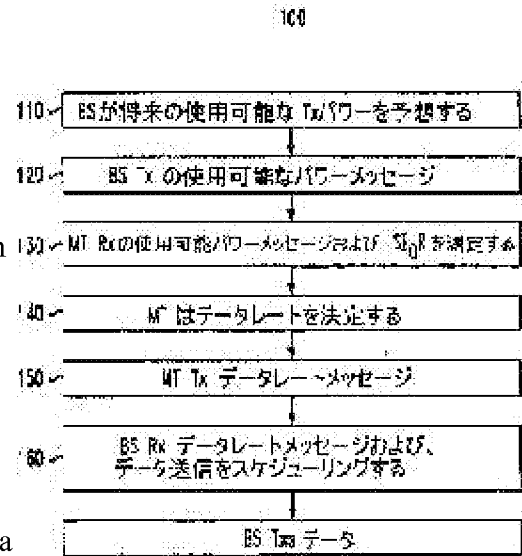 100
110 BSが将来の使用可能な Txパワーを予想する
120 BS Tx の使用可能なパワーメッセージ
n 130 MT Rxの使用可能パワーメッセージおよび を測定する
140 MT はデータレートを決定する
150 MT Tx データレートメッセージ
160 BS Rx データレートメッセージおよび、
データ送信をスケジューリングする
a BS データ